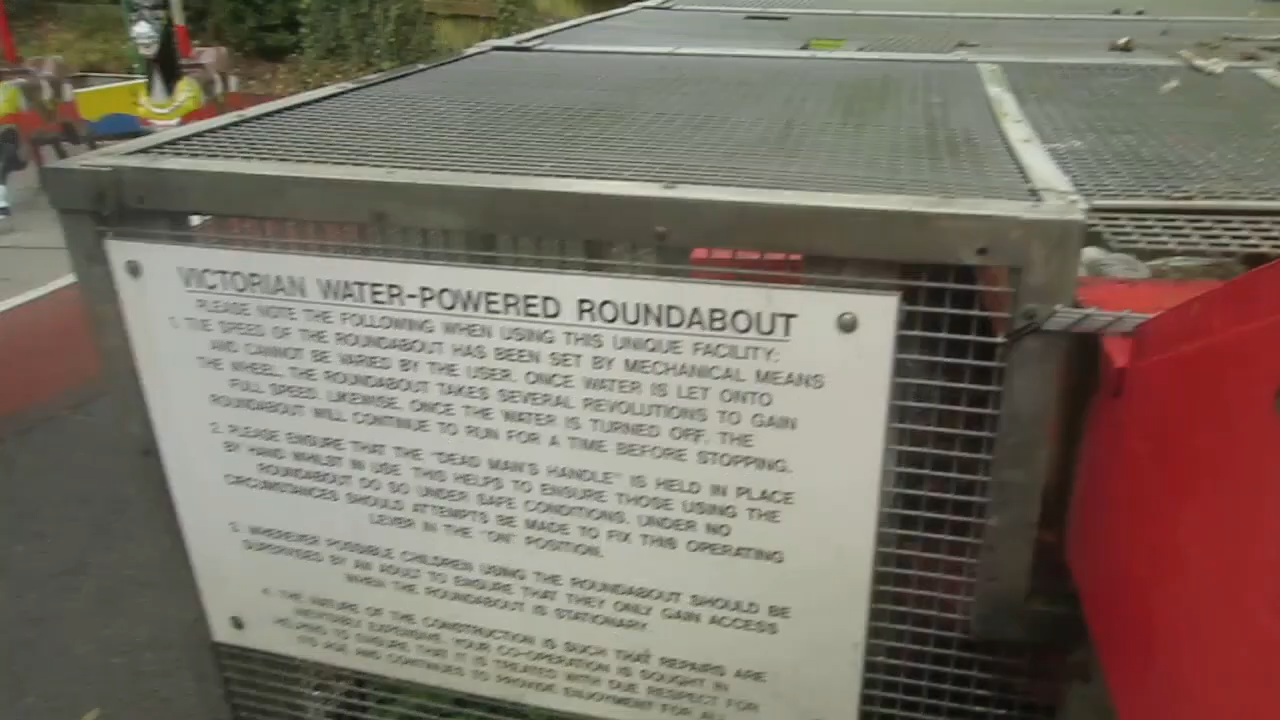 VICTORIAN WATER-POWERED ROUNDABOUT
PLEASE NOTE THE FOLLOWING WHEN USING THIS UNIQUE FACILITY:
1. THE SPEED OF THE ROUNDABOUT HAS BEEN SET BY MECHANICAL MEANS
AND CANNOT BE VARIED BY THE USER. ONCE WATER IS LET ONTO
THE WHEEL, THE ROUNDABOUT TAKES SEVERAL REVOLUTIONS TO GAIN
FULL SPEED. LIKEWISE, ONCE THE WATER IS TURNED OFF, THE
ROUNDABOUT WILL CONTINUE TO RUN FOR A TIME BEFORE STOPPING.
2. PLEASE ENSURE THAT THE "DEAD MAN'S HANDLE" IS HELD IN PLACE
BY HAND WHILST IN USE. THIS HELPS TO ENSURE THOSE USING THE
ROUNDABOUT DO SO UNDER SAFE CONDITIONS. UNDER NO
CIRCUMSTANCES SHOULD ATTEMPTS BE MADE TO FIX THIS OPERATING
LEVER IN THE "ON" POSITION.
3. WHEREVER POSSIBLE CHILDREN USING THE ROUNDABOUT SHOULD BE
SUPERVISED BY AN ADULT TO ENSURE THAT THEY ONLY GAIN ACCESS
WHEN THE ROUNDABOUT IS STATIONARY.
4. THE NATURE OF THE CONSTRUCTION IS SUCH THAT REPAIRS ARE
INEVITABLY EXPENSIVE. YOUR CO-OPERATION IS SOUGHT IN
HELPING TO ENSURE THAT IT IS TREATED WITH DUE RESPECT FOR
ITS AGE AND CONTINUES TO PROVIDE ENJOYMENT FOR ALL